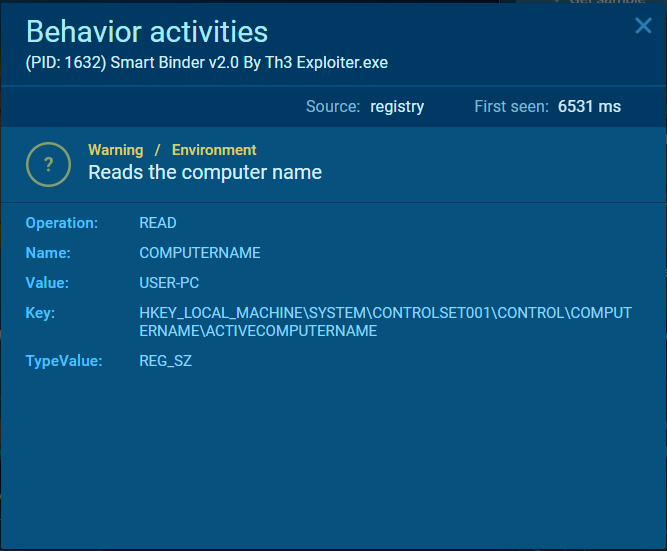 Get sample
Behavior activities
(PID: 1632) Smart Binder v2.0 By Th3 Exploiter.exe
Source: registry First seen: 6531 ms
? Warning / Environment
Reads the computer name
Operation: READ
Name: COMPUTERNAME
Value: USER-PC
Key: HKEY_LOCAL_MACHINE\SYSTEM\CONTROLSET001\CONTROL\COMPUT
ERNAME\ACTIVECOMPUTERNAME
TypeValue: REG_SZ